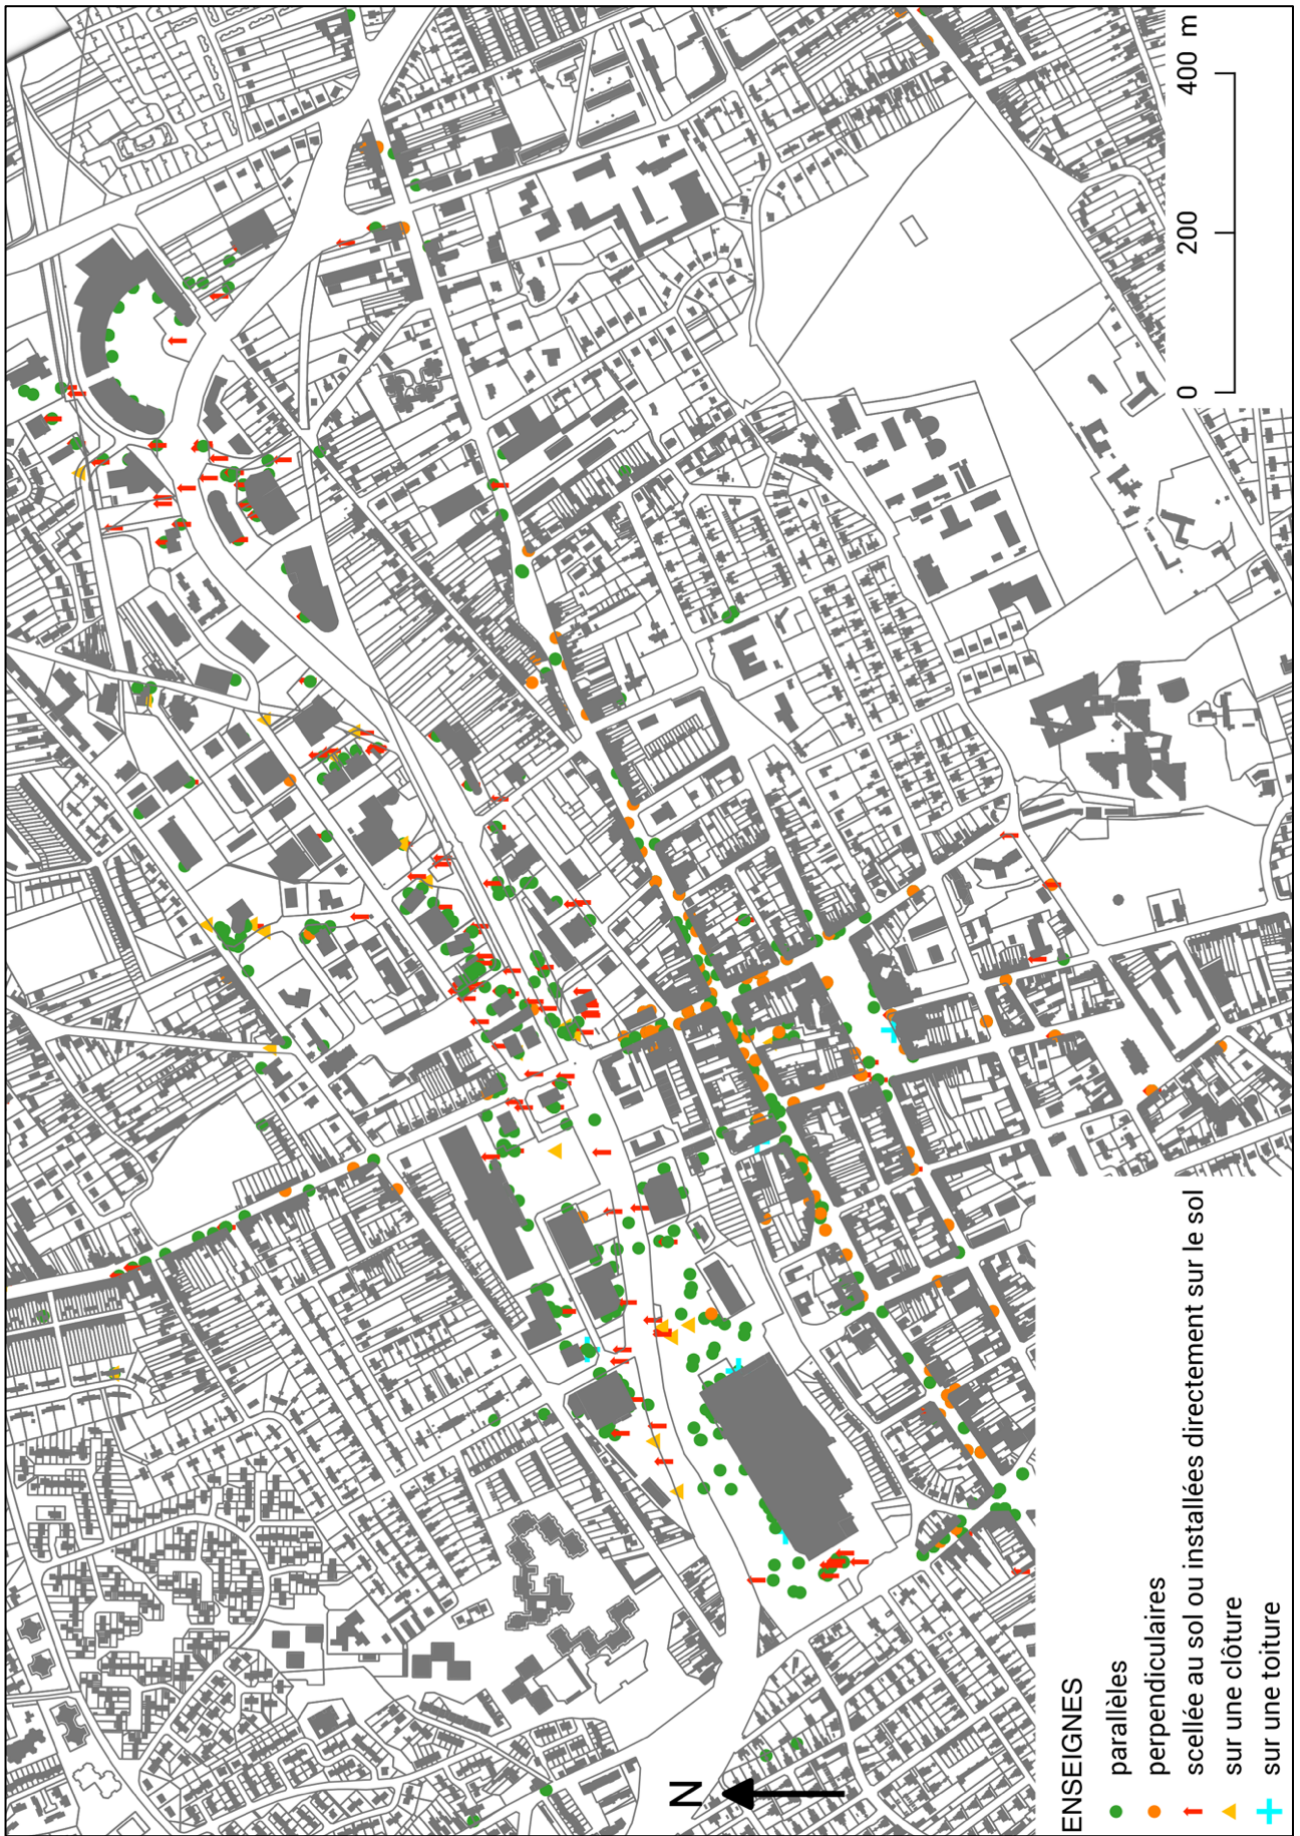 ENSEIGNES
parallèles
perpendiculaires
scellée au sol ou installées directement sur le sol
sur une clôture
sur une toiture
N
0 200 400 m